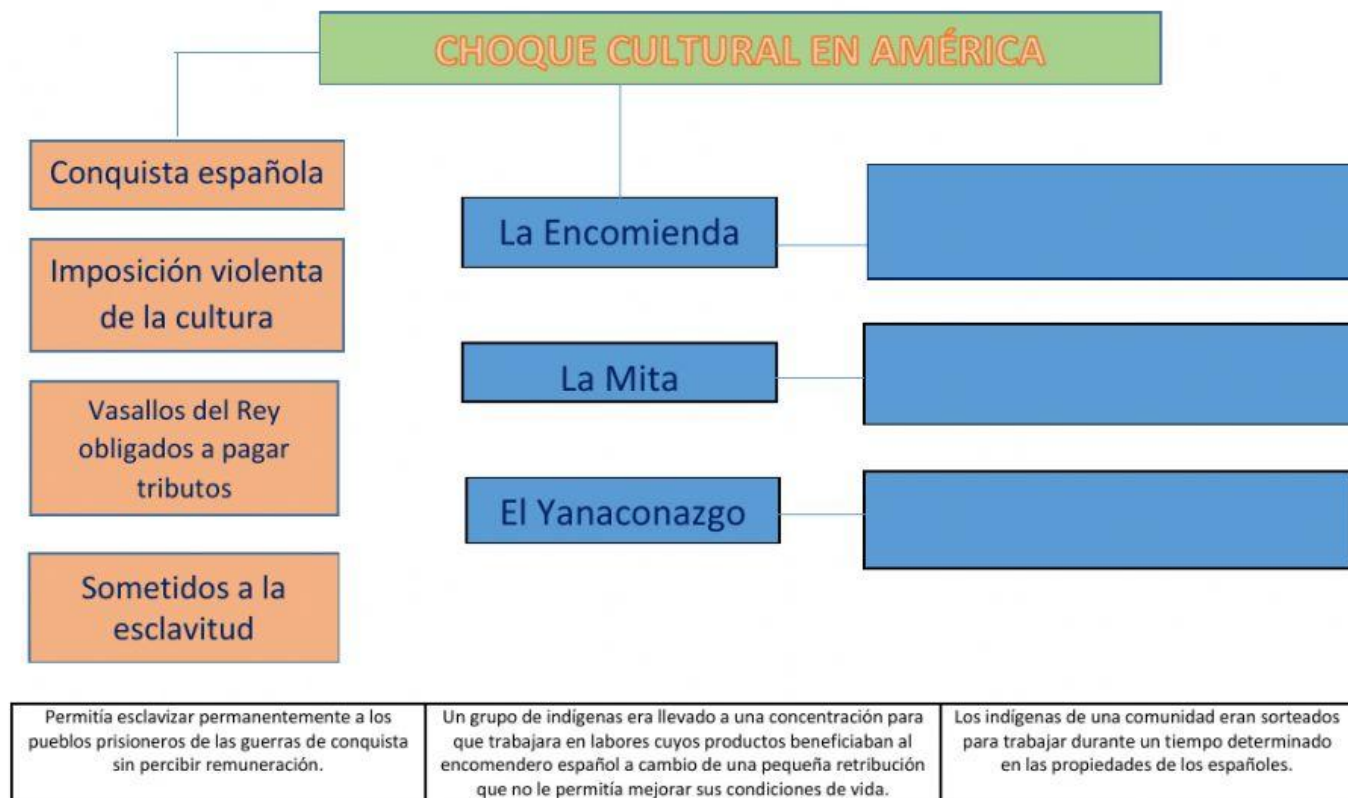 CHOQUE CULTURAL EN AMÉRICA
Conquista española
Imposición violenta
de la cultura
Vasallos del Rey
obligados a pagar
tributos
Sometidos a la
esclavitud
La Encomienda
La Mita
El Yanaconazgo
Permitía esclavizar permanentemente a los
pueblos prisioneros de las guerras de conquista
sin percibir remuneración.
Un grupo de indígenas era llevado a una concentración para
que trabajara en labores cuyos productos beneficiaban al
encomendero español a cambio de una pequeña retribución
que no le permitía mejorar sus condiciones de vida.
Los indígenas de una comunidad eran sorteados
para trabajar durante un tiempo determinado
en las propiedades de los españoles.